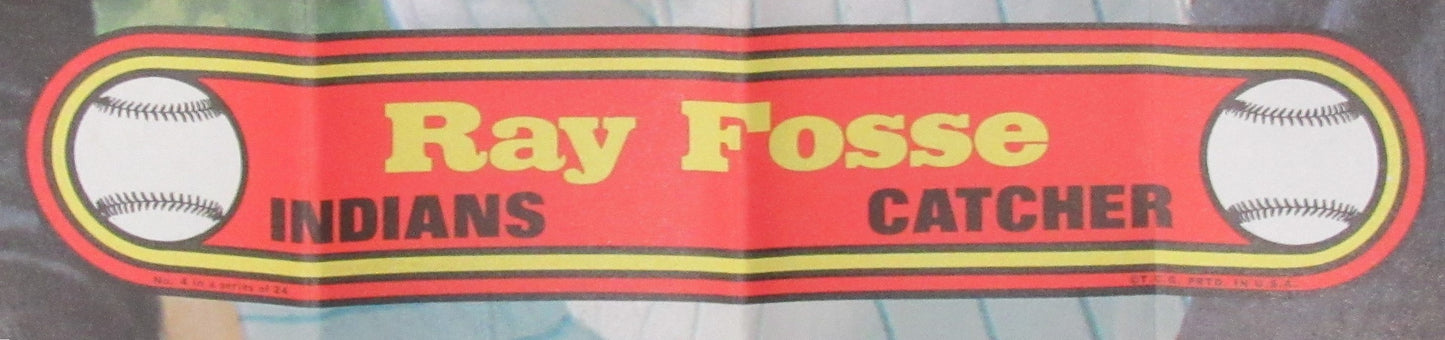 Ray Fosse
INDIANS CATCHER
No. 4 in a series of 24 ©T.C.G. PRTD. IN U.S.A.